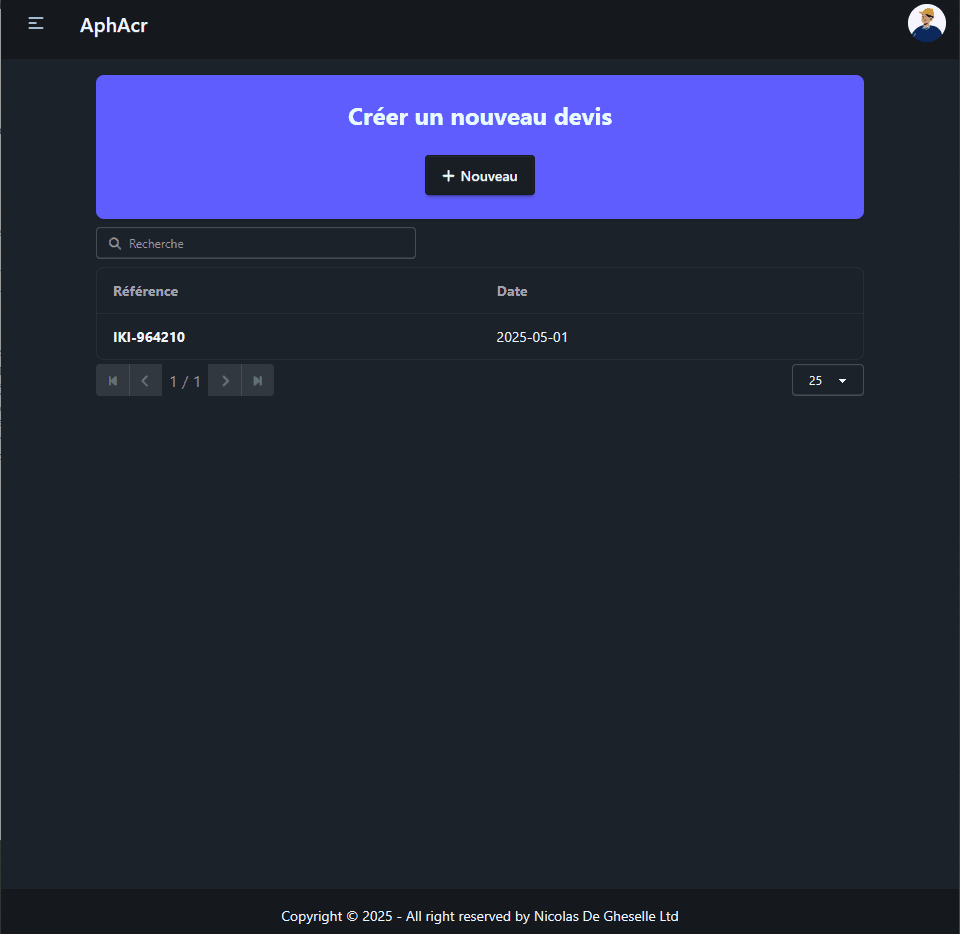 AphAcr
Créer un nouveau devis
Nouveau
Recherche
Référence Date
IKI-964210 2025-05-01
1 / 1 25
Copyright © 2025 - All right reserved by Nicolas De Gheselle Ltd